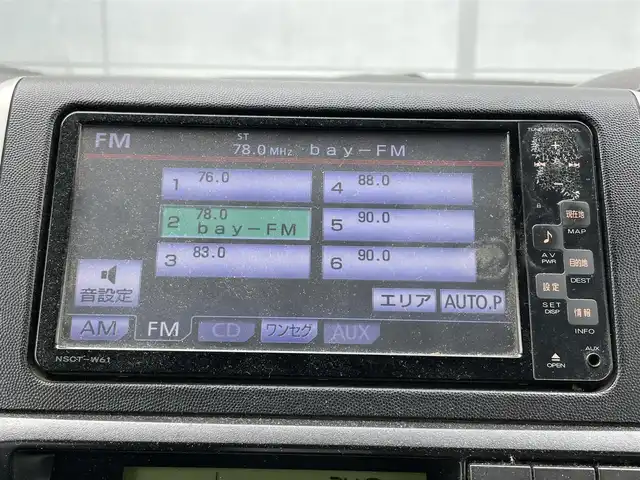 FM
ST
78.0 MHz bay-FM
1 76.0
4 88.0
2 78.0 bay-FM
5 90.0
3 83.0
6 90.0
音設定
エリア
AUTO.P
AM
FM
CD
ワンセグ
AUX
NSCT-W61
TUNE/TRACK VOL
現在地
MAP
AV
PWR
目的地
DEST
設定
SET
DISP
情報
INFO
AUX
OPEN